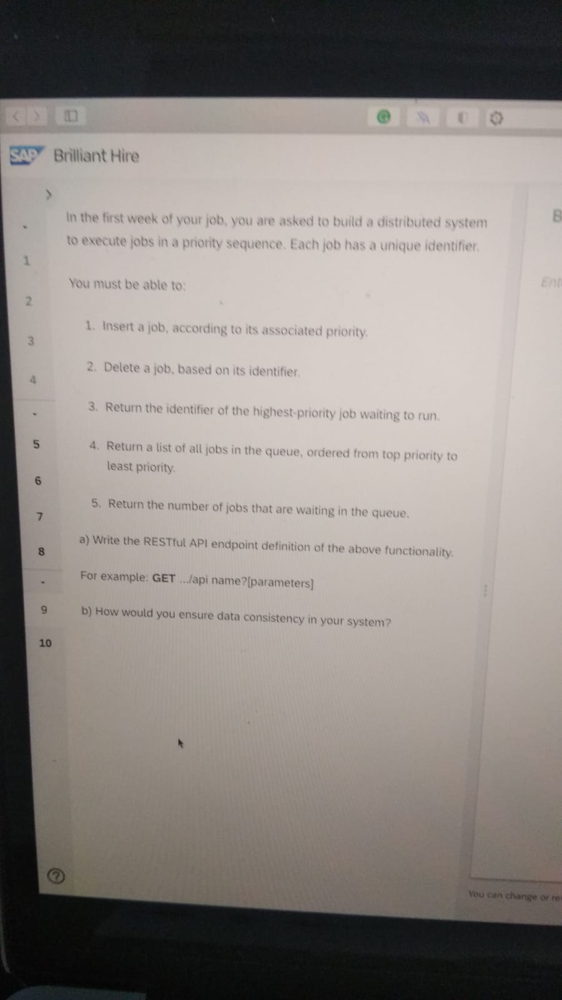 SAP Brilliant Hire
In the first week of your job, you are asked to build a distributed system
to execute jobs in a priority sequence. Each job has a unique identifier.
You must be able to:
1. Insert a job, according to its associated priority.
2. Delete a job, based on its identifier.
3. Return the identifier of the highest-priority job waiting to run.
4. Return a list of all jobs in the queue, ordered from top priority to
least priority.
5. Return the number of jobs that are waiting in the queue.
a) Write the RESTful API endpoint definition of the above functionality.
For example: GET .../api name?[parameters]
b) How would you ensure data consistency in your system?
1
2
3
4
5
6
7
8
9
10
B
Ent
You can change or re